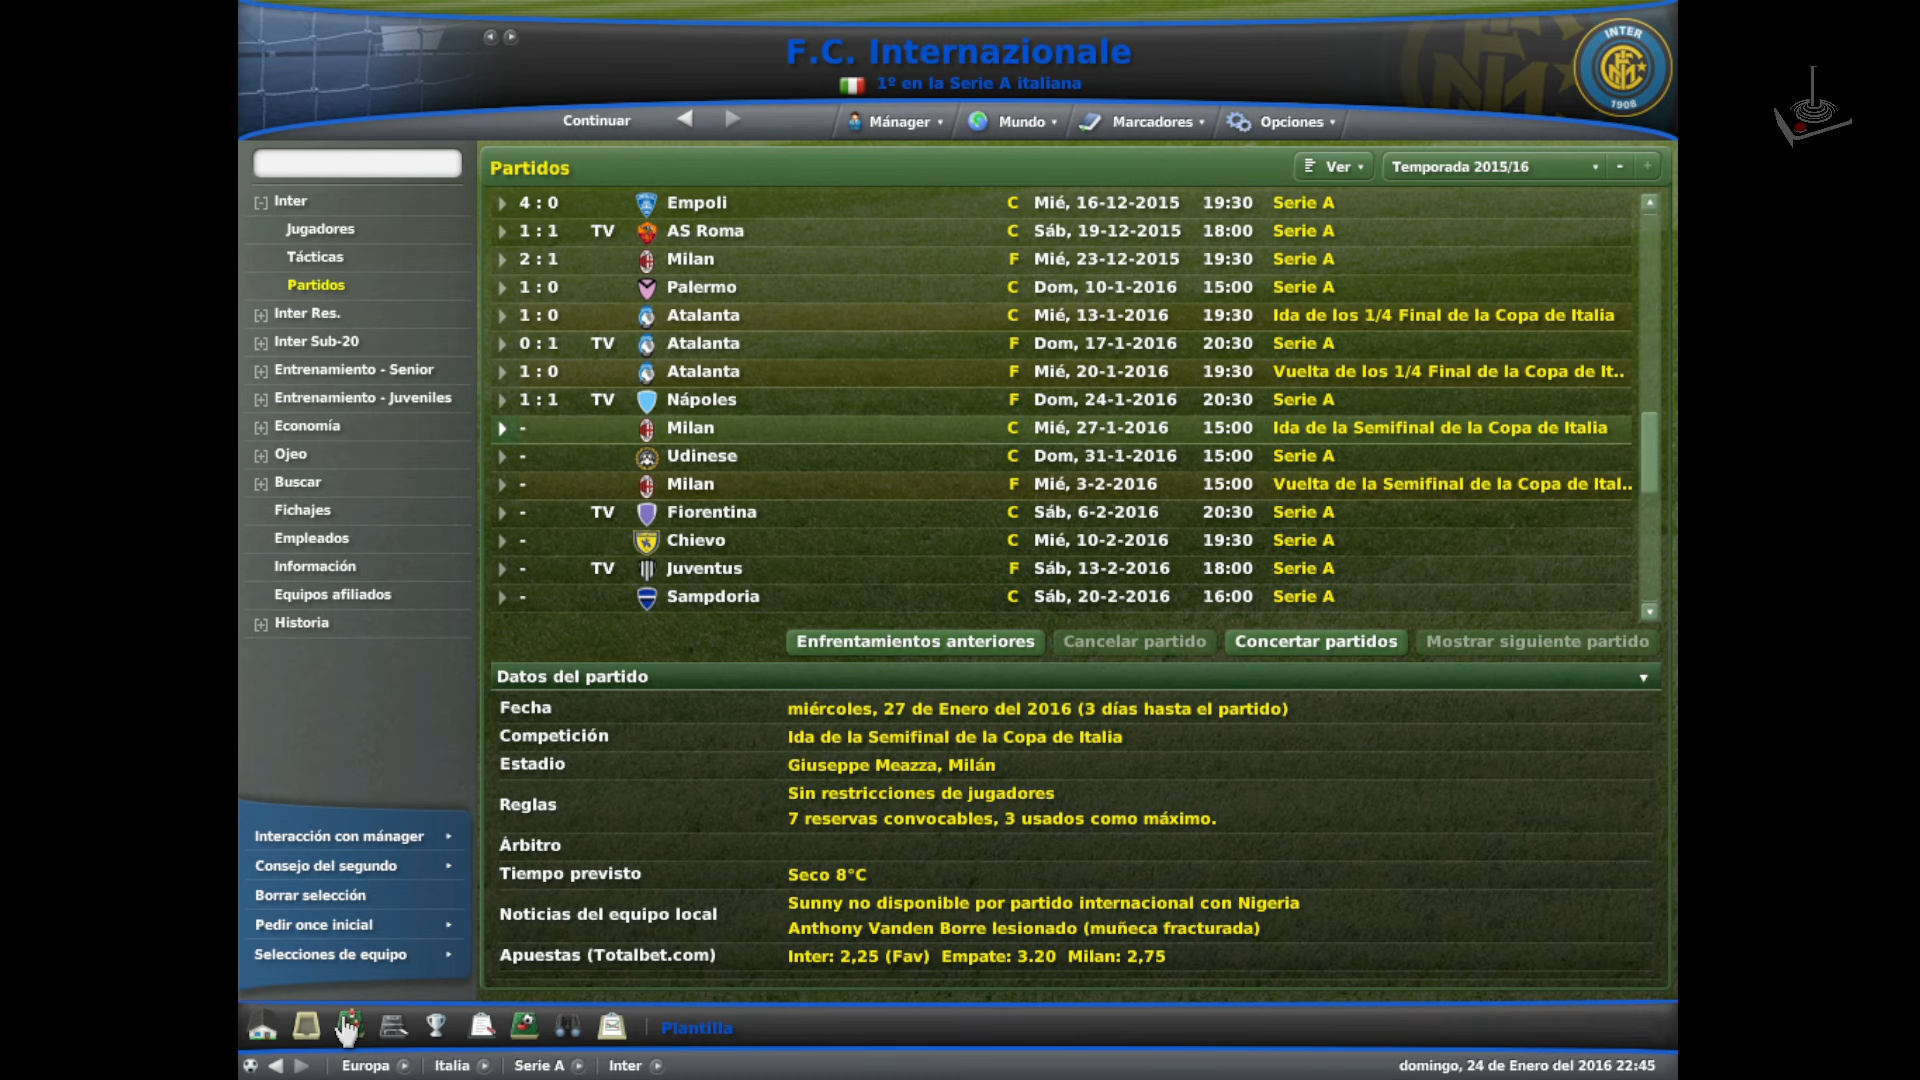 F.C. Internazionale
1º en la Serie A italiana
INTER
1908
Continuar Mánager Mundo Marcadores Opciones
Partidos Ver Temporada 2015/16 - +
[-] Inter
Jugadores
Tácticas
Partidos
[+] Inter Res.
[+] Inter Sub-20
[+] Entrenamiento - Senior
[+] Entrenamiento - Juveniles
[+] Economía
[+] Ojeo
[+] Buscar
Fichajes
Empleados
Información
Equipos afiliados
[+] Historia
4 : 0 Empoli C Mié, 16-12-2015 19:30 Serie A
1 : 1 TV AS Roma C Sáb, 19-12-2015 18:00 Serie A
2 : 1 Milan F Mié, 23-12-2015 19:30 Serie A
1 : 0 Palermo C Dom, 10-1-2016 15:00 Serie A
1 : 0 Atalanta C Mié, 13-1-2016 19:30 Ida de los 1/4 Final de la Copa de Italia
0 : 1 TV Atalanta F Dom, 17-1-2016 20:30 Serie A
1 : 0 Atalanta F Mié, 20-1-2016 19:30 Vuelta de los 1/4 Final de la Copa de It..
1 : 1 TV Nápoles F Dom, 24-1-2016 20:30 Serie A
- Milan C Mié, 27-1-2016 15:00 Ida de la Semifinal de la Copa de Italia
- Udinese C Dom, 31-1-2016 15:00 Serie A
- Milan F Mié, 3-2-2016 15:00 Vuelta de la Semifinal de la Copa de Ital..
- TV Fiorentina C Sáb, 6-2-2016 20:30 Serie A
- Chievo C Mié, 10-2-2016 19:30 Serie A
- TV Juventus F Sáb, 13-2-2016 18:00 Serie A
- Sampdoria C Sáb, 20-2-2016 16:00 Serie A
Enfrentamientos anteriores Cancelar partido Concertar partidos Mostrar siguiente partido
Datos del partido
Fecha miércoles, 27 de Enero del 2016 (3 días hasta el partido)
Competición Ida de la Semifinal de la Copa de Italia
Estadio Giuseppe Meazza, Milán
Reglas Sin restricciones de jugadores
7 reservas convocables, 3 usados como máximo.
Árbitro
Tiempo previsto Seco 8°C
Noticias del equipo local Sunny no disponible por partido internacional con Nigeria
Anthony Vanden Borre lesionado (muñeca fracturada)
Apuestas (Totalbet.com) Inter: 2,25 (Fav) Empate: 3.20 Milan: 2,75
Interacción con mánager
Consejo del segundo
Borrar selección
Pedir once inicial
Selecciones de equipo
Plantilla
Europa Italia Serie A Inter domingo, 24 de Enero del 2016 22:45